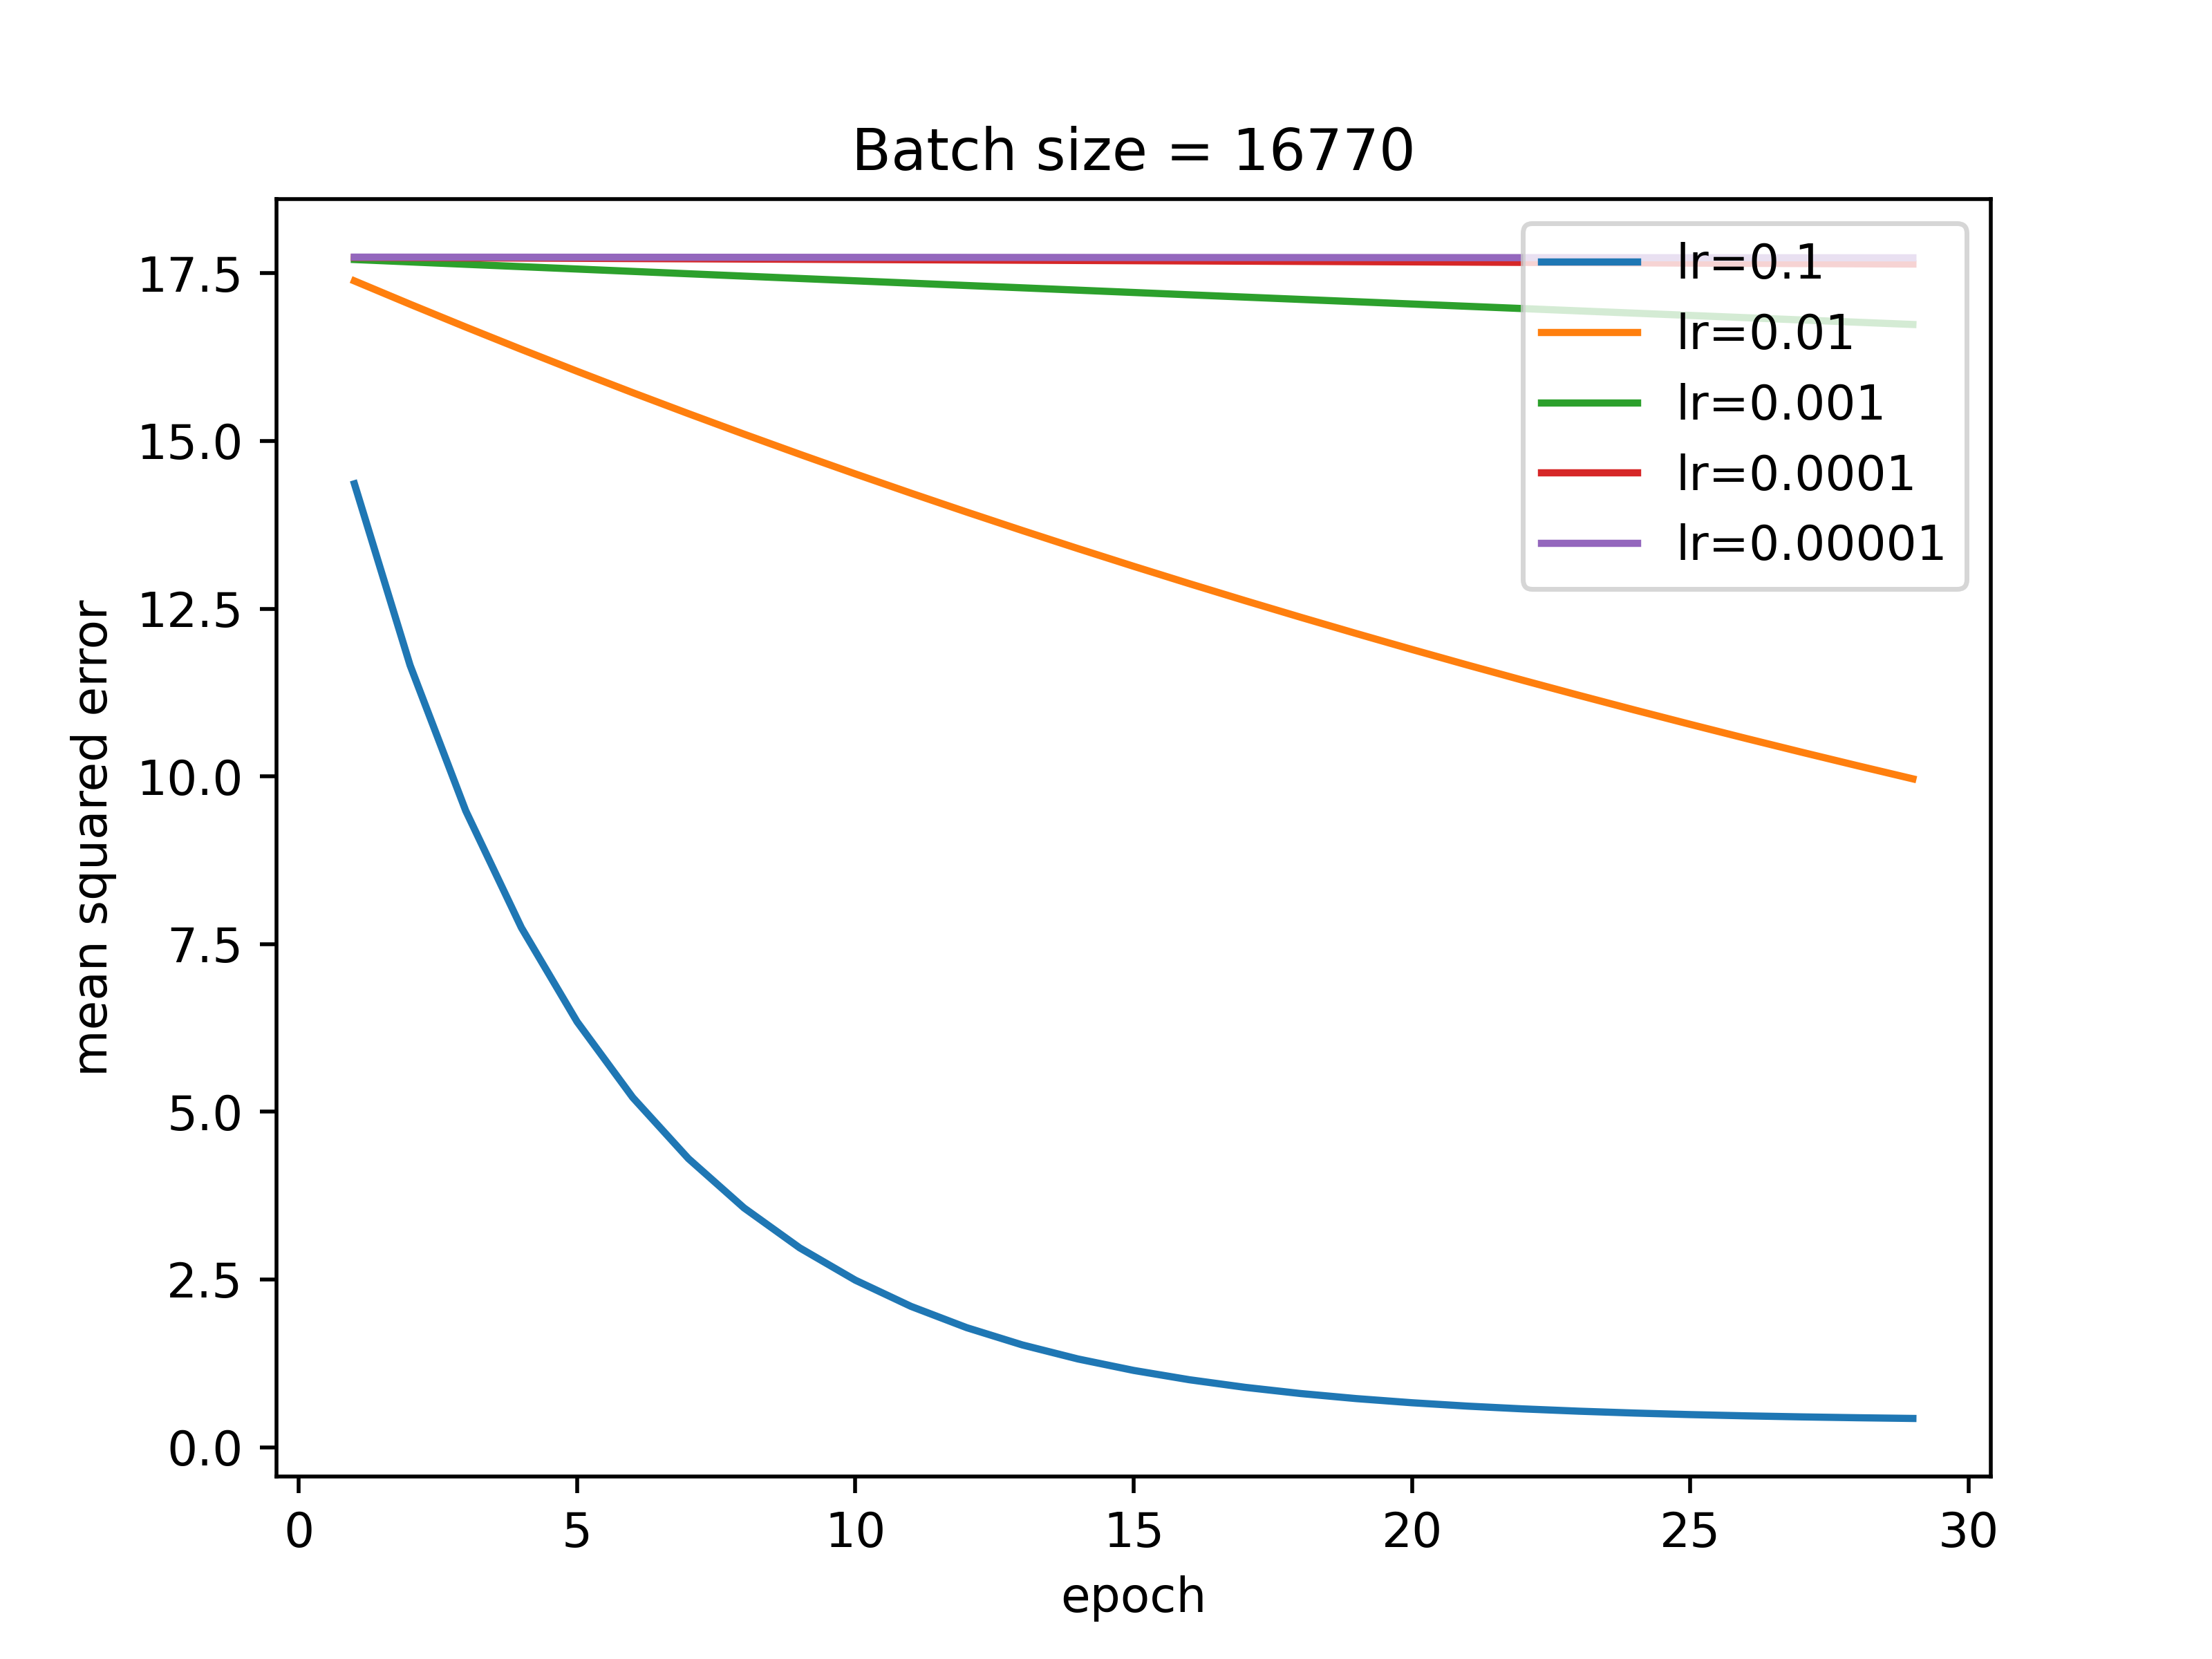 Batch size = 16770
mean squared error
17.5
15.0
12.5
10.0
7.5
5.0
2.5
0.0
lr=0.1
lr=0.01
lr=0.001
lr=0.0001
lr=0.00001
0 5 10 15 20 25 30
epoch